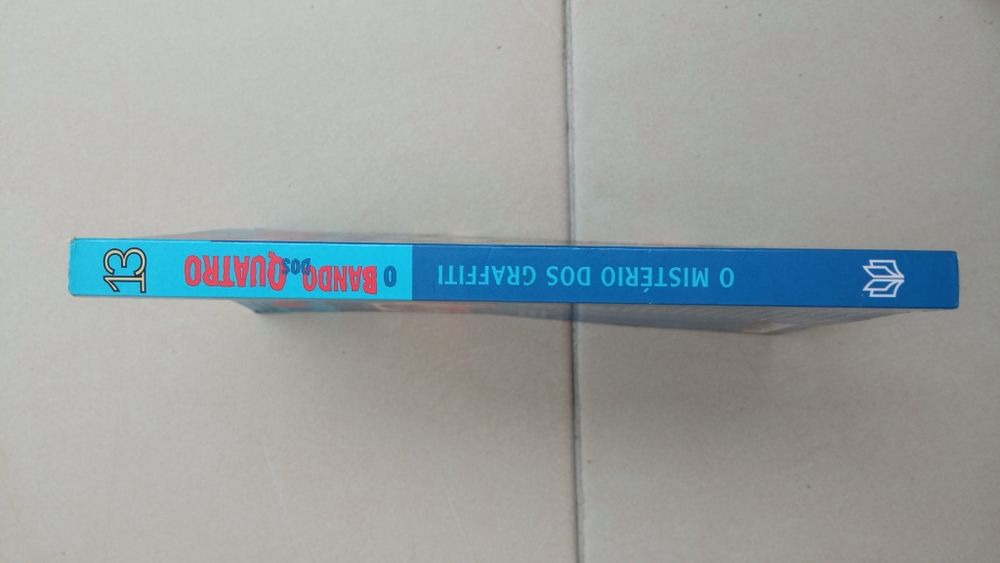 O MISTÉRIO DOS GRAFFITI
O BANDO DOS QUATRO
13